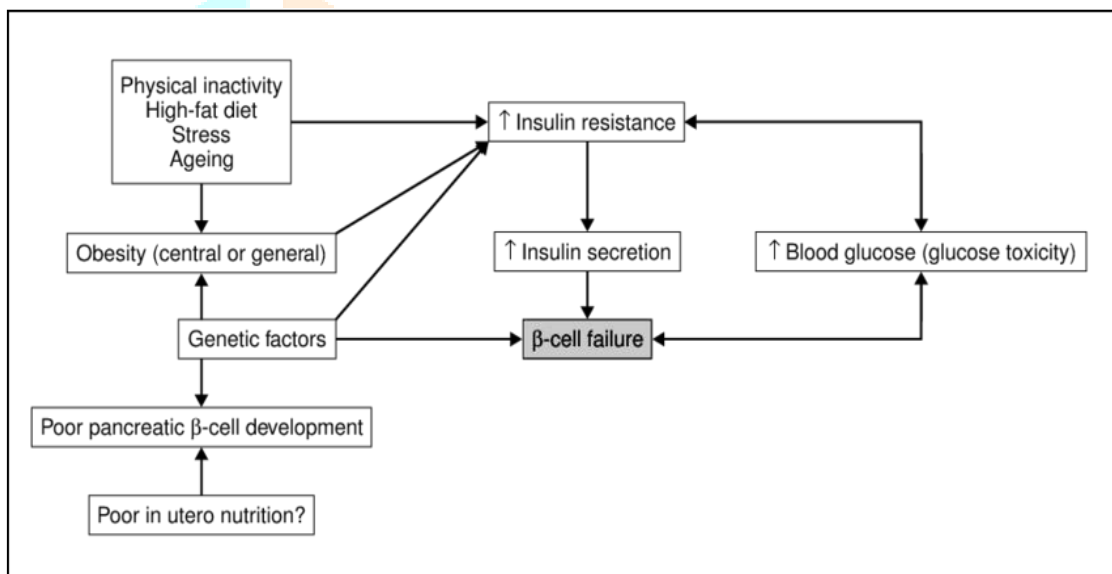 Physical inactivity
High-fat diet
Stress
Ageing
↑ Insulin resistance
Obesity (central or general)
↑ Insulin secretion
↑ Blood glucose (glucose toxicity)
Genetic factors
β-cell failure
Poor pancreatic β-cell development
Poor in utero nutrition?